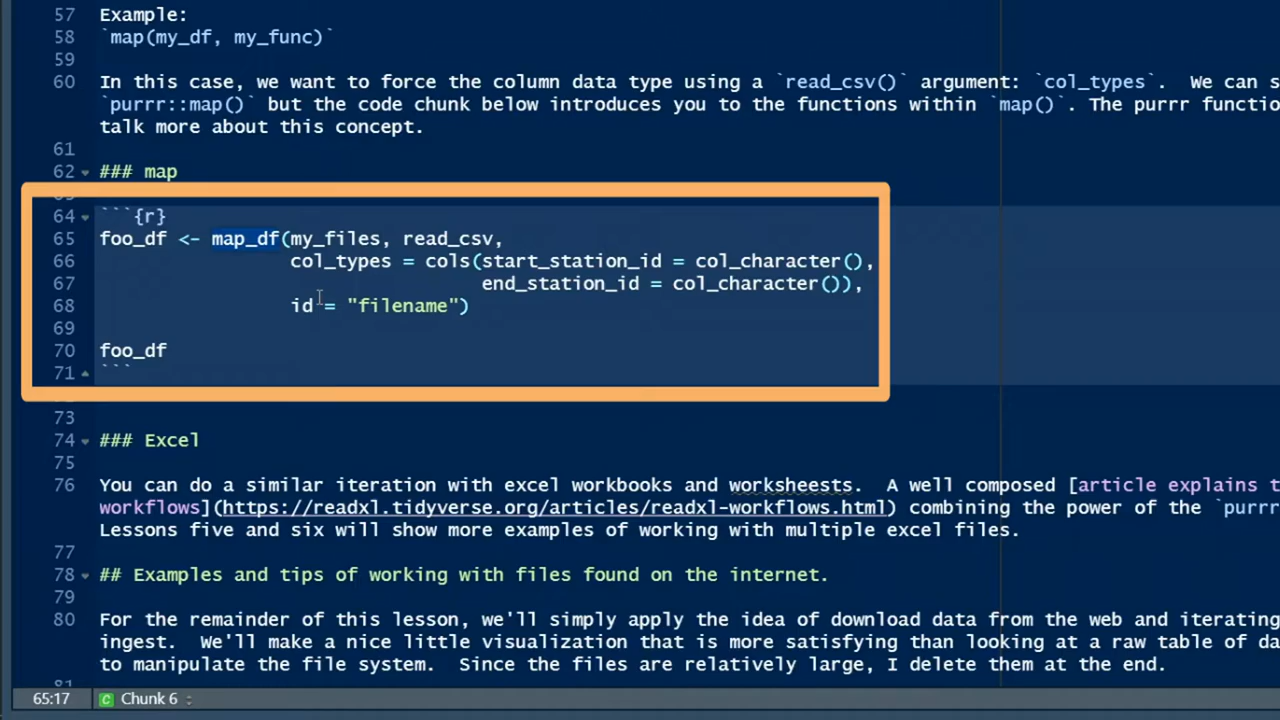 57 Example:
58 `map(my_df, my_func)`
59
60 In this case, we want to force the column data type using a `read_csv()` argument: `col_types`. We can s
`purrr::map()` but the code chunk below introduces you to the functions within `map()`. The purrr functio
talk more about this concept.
61
62 ### map
64 ```{r}
65 foo_df <- map_df(my_files, read_csv,
66 col_types = cols(start_station_id = col_character(),
67 end_station_id = col_character()),
68 id = "filename")
69
70 foo_df
71 ```
73
74 ### Excel
75
76 You can do a similar iteration with excel workbooks and worksheests. A well composed [article explains t
workflows](https://readxl.tidyverse.org/articles/readxl-workflows.html) combining the power of the `purrr
Lessons five and six will show more examples of working with multiple excel files.
77
78 ## Examples and tips of working with files found on the internet.
79
80 For the remainder of this lesson, we'll simply apply the idea of download data from the web and iterating
ingest. We'll make a nice little visualization that is more satisfying than looking at a raw table of da
to manipulate the file system. Since the files are relatively large, I delete them at the end.
81
65:17 C Chunk 6